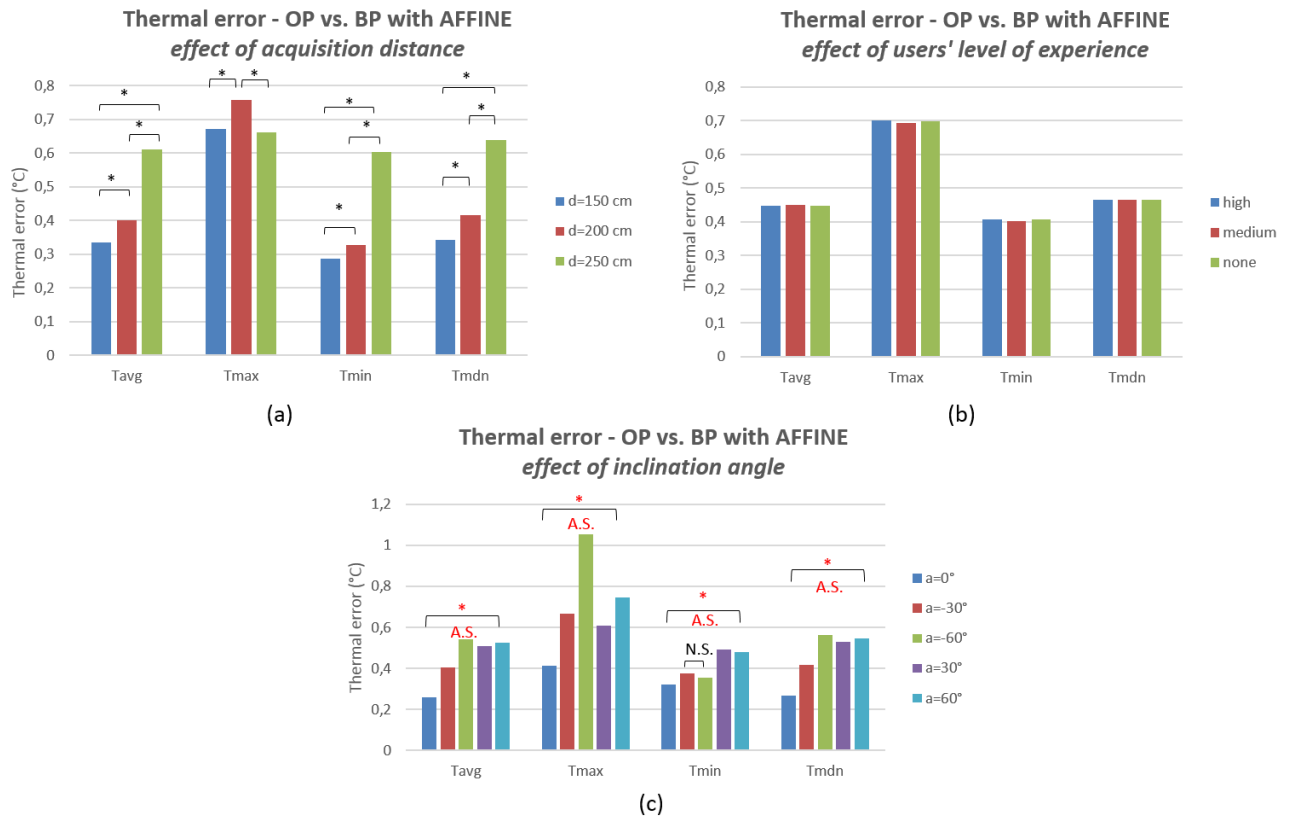 Thermal error - OP vs. BP with AFFINE
effect of acquisition distance
Thermal error (°C)
0,8
0,7
0,6
0,5
0,4
0,3
0,2
0,1
0
* * * * * * * * * * *
Tavg Tmax Tmin Tmdn
d=150 cm
d=200 cm
d=250 cm
(a)
Thermal error - OP vs. BP with AFFINE
effect of users' level of experience
Thermal error (°C)
0,8
0,7
0,6
0,5
0,4
0,3
0,2
0,1
0
Tavg Tmax Tmin Tmdn
high
medium
none
(b)
Thermal error - OP vs. BP with AFFINE
effect of inclination angle
Thermal error (°C)
1,2
1
0,8
0,6
0,4
0,2
0
*
A.S.
*
A.S.
*
A.S.
N.S.
*
A.S.
Tavg Tmax Tmin Tmdn
a=0°
a=-30°
a=-60°
a=30°
a=60°
(c)